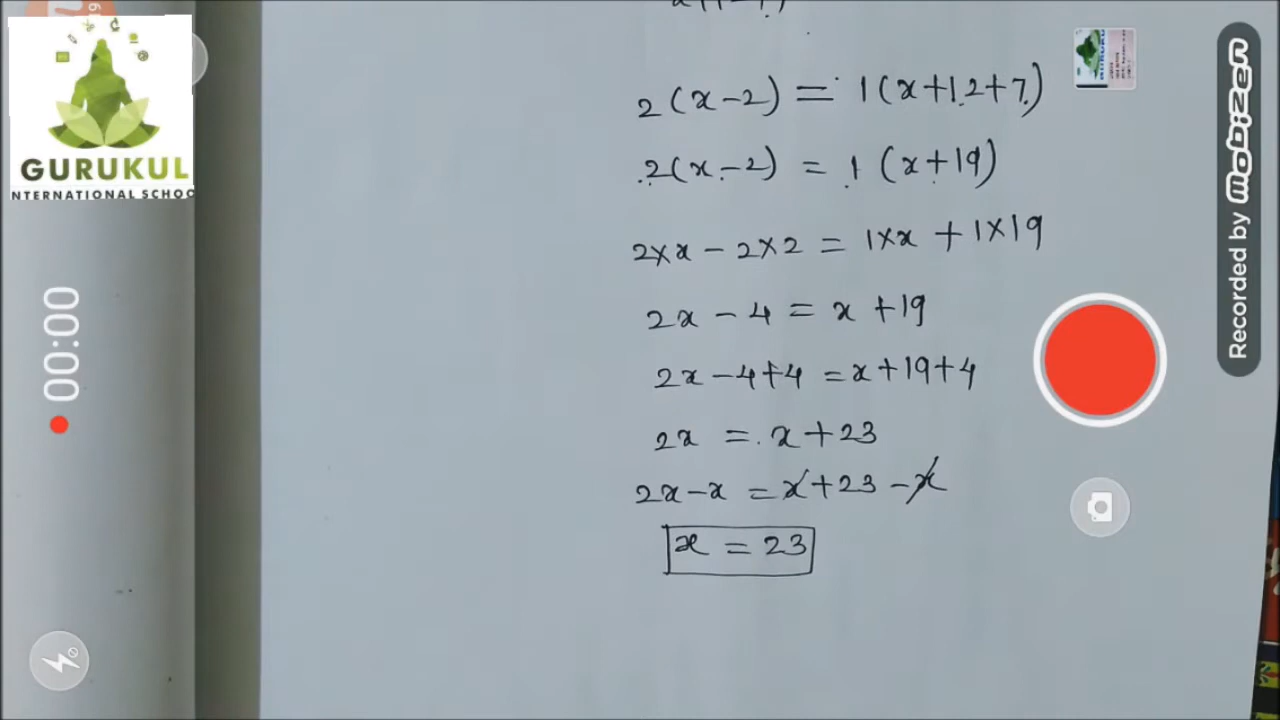 2(x-2) = 1(x+12+7)
2(x-2) = 1(x+19)
2×x - 2×2 = 1×x + 1×19
2x - 4 = x + 19
2x - 4 + 4 = x + 19 + 4
2x = x + 23
2x - x = x + 23 - x
x = 23
GURUKUL
NTERNATIONAL SCHOO
00:00
Recorded by mobizen